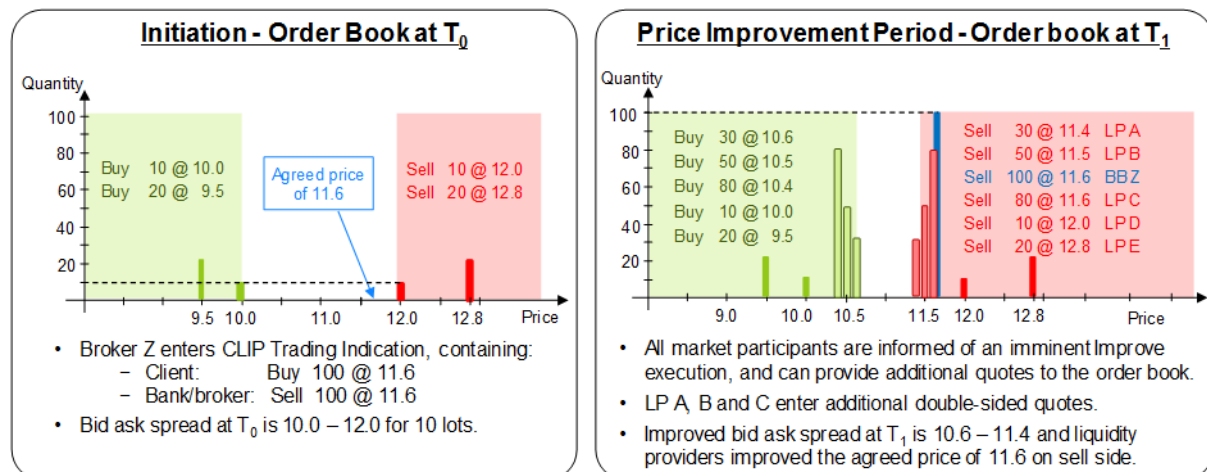 Initiation - Order Book at T0
Quantity
100
80
60
40
20
Buy 10 @ 10.0
Buy 20 @ 9.5
Agreed price
of 11.6
Sell 10 @ 12.0
Sell 20 @ 12.8
9.5 10.0 11.0 12.0 12.8 Price
• Broker Z enters CLIP Trading Indication, containing:
– Client: Buy 100 @ 11.6
– Bank/broker: Sell 100 @ 11.6
• Bid ask spread at T0 is 10.0 – 12.0 for 10 lots.
Price Improvement Period - Order book at T1
Quantity
100
80
60
40
20
Buy 30 @ 10.6
Buy 50 @ 10.5
Buy 80 @ 10.4
Buy 10 @ 10.0
Buy 20 @ 9.5
Sell 30 @ 11.4 LP A
Sell 50 @ 11.5 LP B
Sell 100 @ 11.6 BBZ
Sell 80 @ 11.6 LP C
Sell 10 @ 12.0 LP D
Sell 20 @ 12.8 LP E
9.0 10.0 10.5 11.5 12.0 12.8 Price
• All market participants are informed of an imminent Improve
execution, and can provide additional quotes to the order book.
• LP A, B and C enter additional double-sided quotes.
• Improved bid ask spread at T1 is 10.6 – 11.4 and liquidity
providers improved the agreed price of 11.6 on sell side.